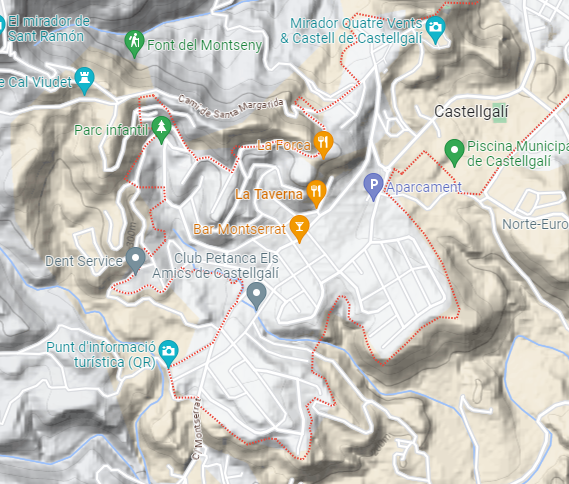 El mirador de
Sant Ramón
Mirador Quatre Vents
& Castell de Castellgalí
Font del Montseny
e Cal Viudet
Camí de Santa Margarida
Castellgalí
Parc infantil
La Força
Piscina Municipa
de Castellgalí
La Taverna
Aparcament
Bar Montserrat
Norte-Euro
Dent Service
Club Petanca Els
Amics de Castellgalí
Punt d'informació
turística (QR)
C/ Montserrat